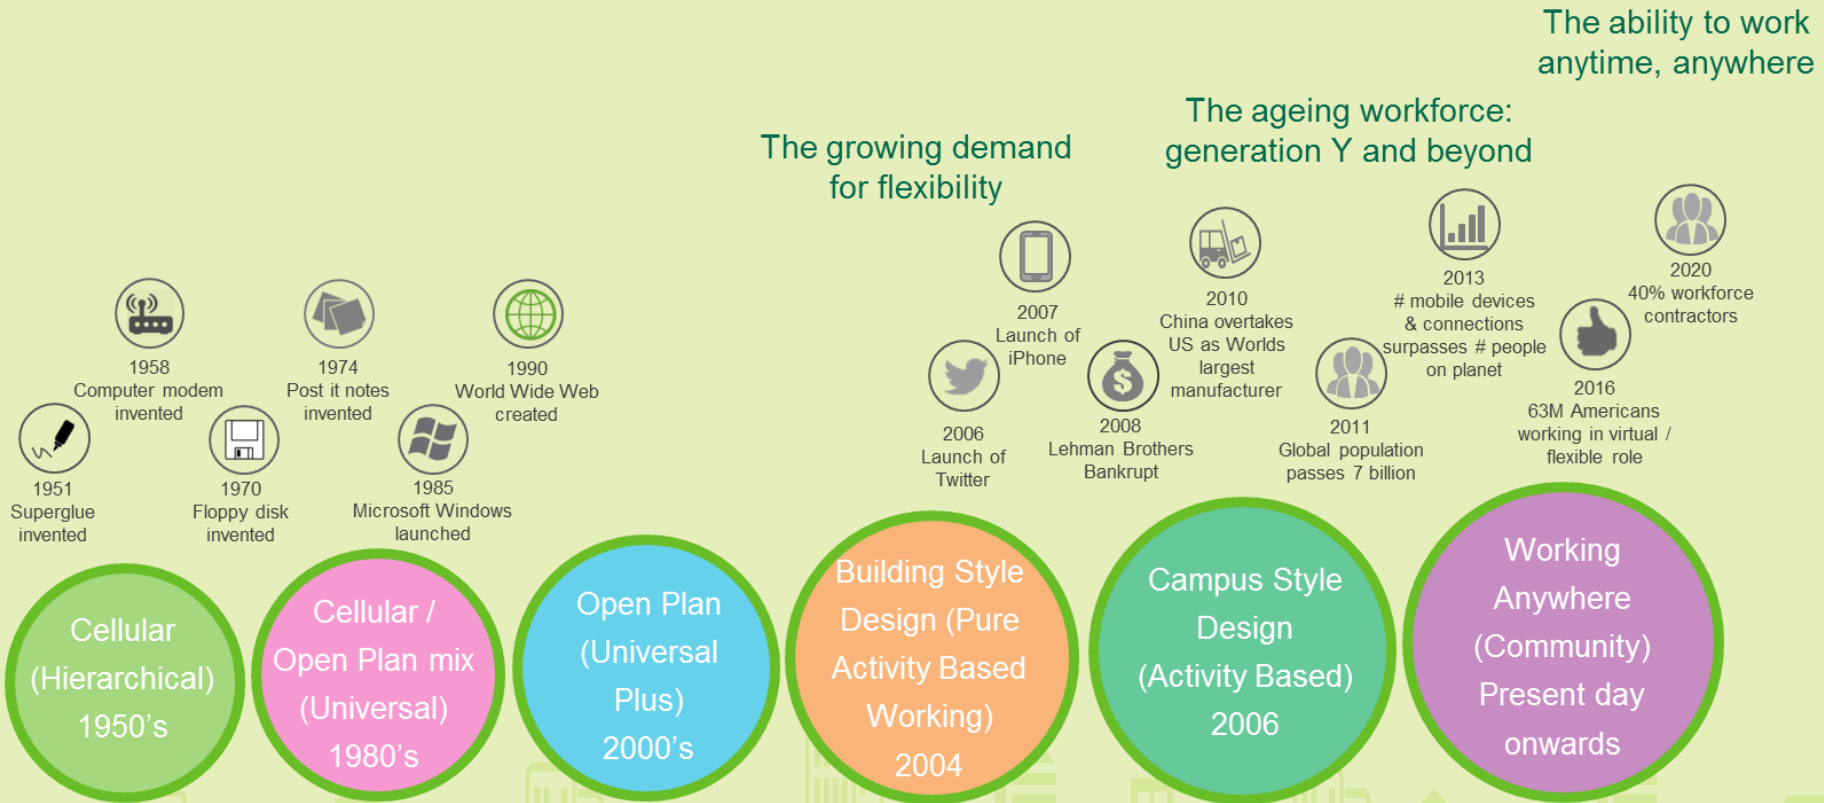 The ability to work
anytime, anywhere
The ageing workforce:
generation Y and beyond
The growing demand
for flexibility
1951
Superglue
invented
1958
Computer modem
invented
1970
Floppy disk
invented
1974
Post it notes
invented
1985
Microsoft Windows
launched
1990
World Wide Web
created
2006
Launch of
Twitter
2007
Launch of
iPhone
2008
Lehman Brothers
Bankrupt
2010
China overtakes
US as Worlds
largest
manufacturer
2011
Global population
passes 7 billion
2013
# mobile devices
& connections
surpasses # people
on planet
2016
63M Americans
working in virtual /
flexible role
2020
40% workforce
contractors
Cellular
(Hierarchical)
1950's
Cellular /
Open Plan mix
(Universal)
1980's
Open Plan
(Universal
Plus)
2000's
Building Style
Design (Pure
Activity Based
Working)
2004
Campus Style
Design
(Activity Based)
2006
Working
Anywhere
(Community)
Present day
onwards